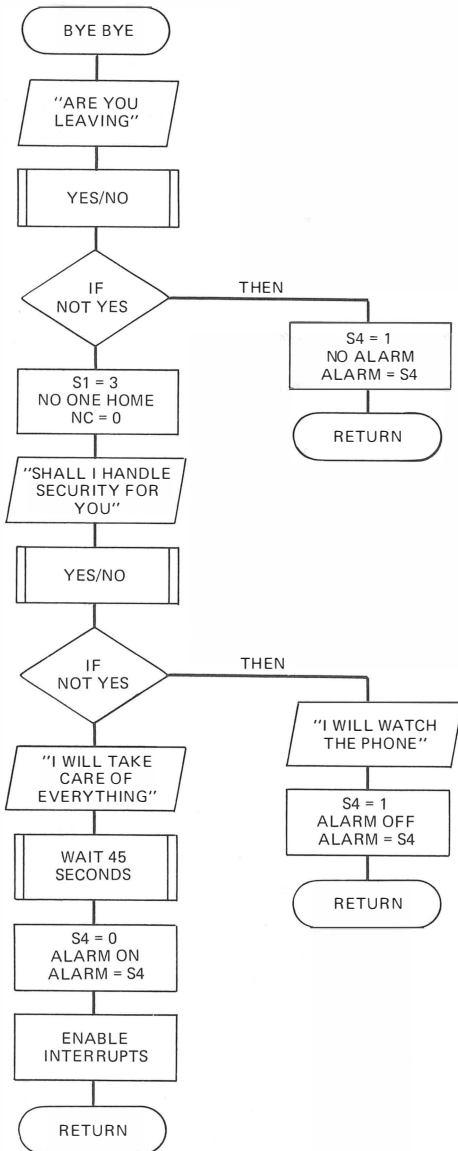 BYE BYE
"ARE YOU
LEAVING"
YES/NO
IF
NOT YES
THEN
S4 = 1
NO ALARM
ALARM = S4
RETURN
S1 = 3
NO ONE HOME
NC = 0
"SHALL I HANDLE
SECURITY FOR
YOU"
YES/NO
IF
NOT YES
THEN
"I WILL WATCH
THE PHONE"
S4 = 1
ALARM OFF
ALARM = S4
RETURN
"I WILL TAKE
CARE OF
EVERYTHING"
WAIT 45
SECONDS
S4 = 0
ALARM ON
ALARM = S4
ENABLE
INTERRUPTS
RETURN